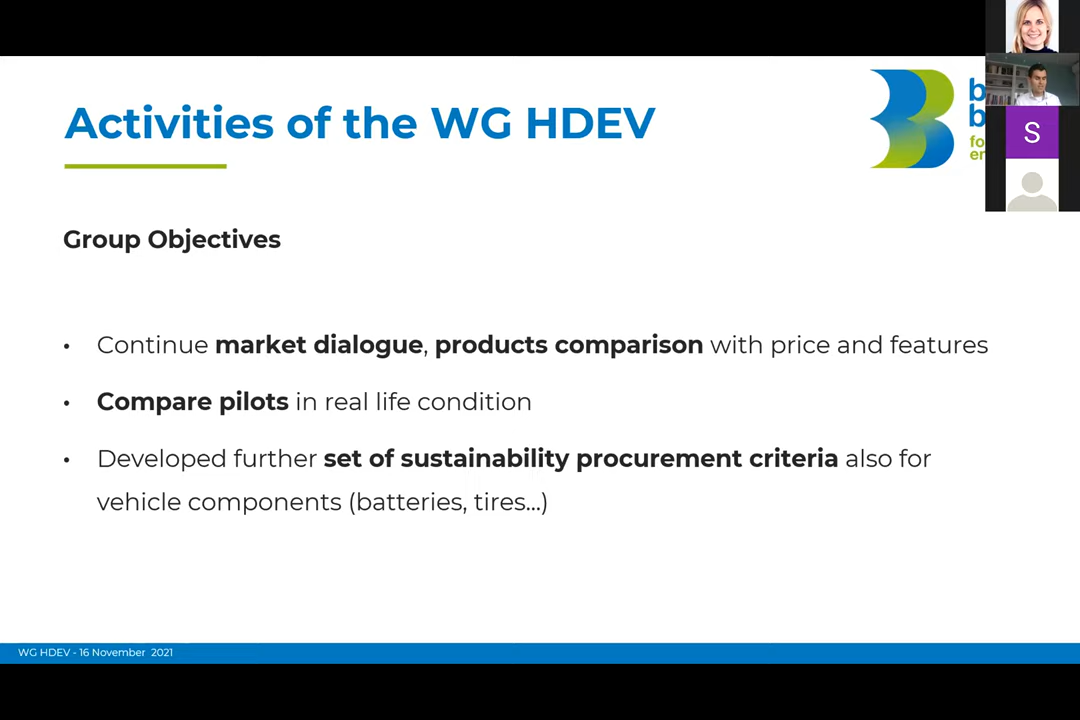 Activities of the WG HDEV
b
b
fo
S
Group Objectives
• Continue market dialogue, products comparison with price and features
• Compare pilots in real life condition
• Developed further set of sustainability procurement criteria also for
vehicle components (batteries, tires...)
WG HDEV - 16 November 2021